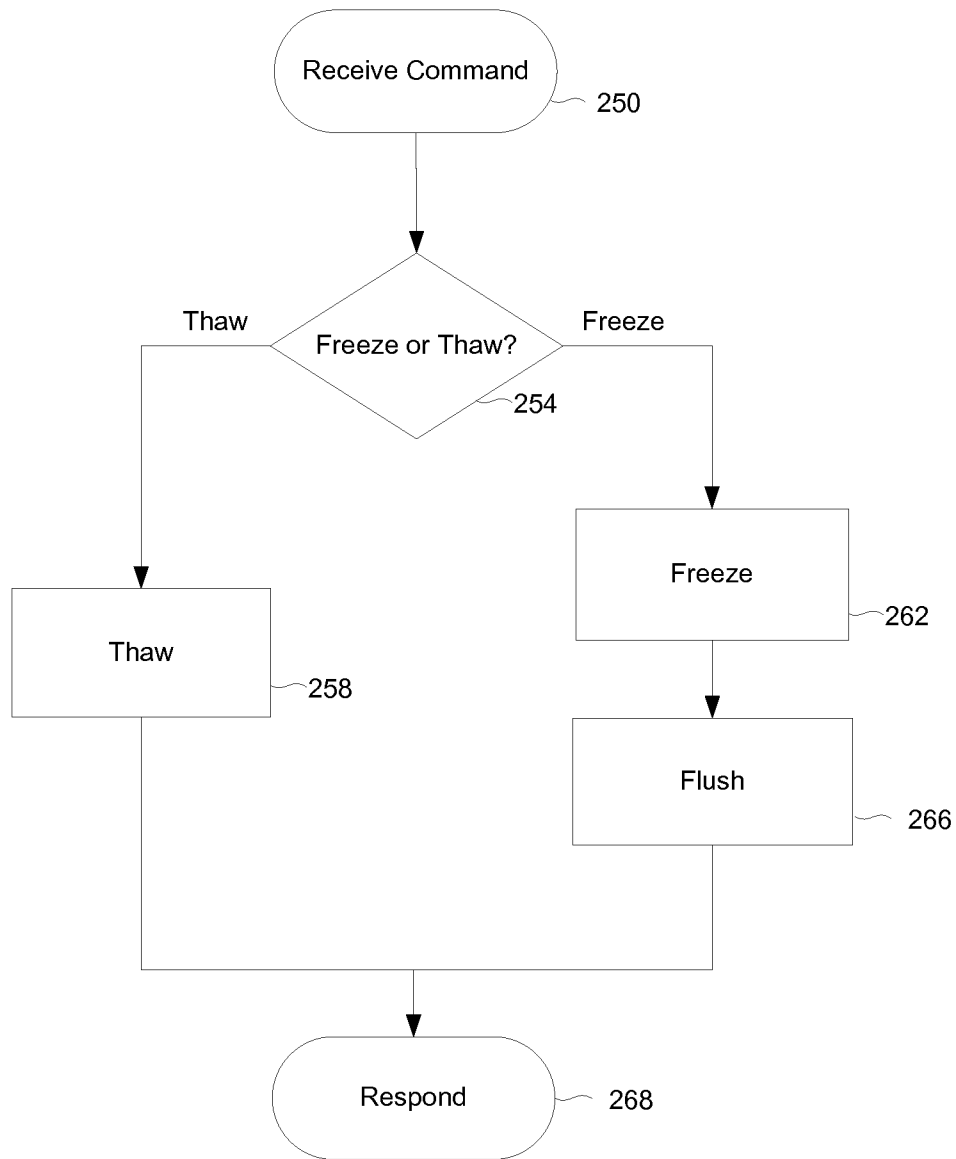 Receive Command
250
Thaw
Freeze
Freeze or Thaw?
254
Freeze
262
Thaw
258
Flush
266
Respond
268